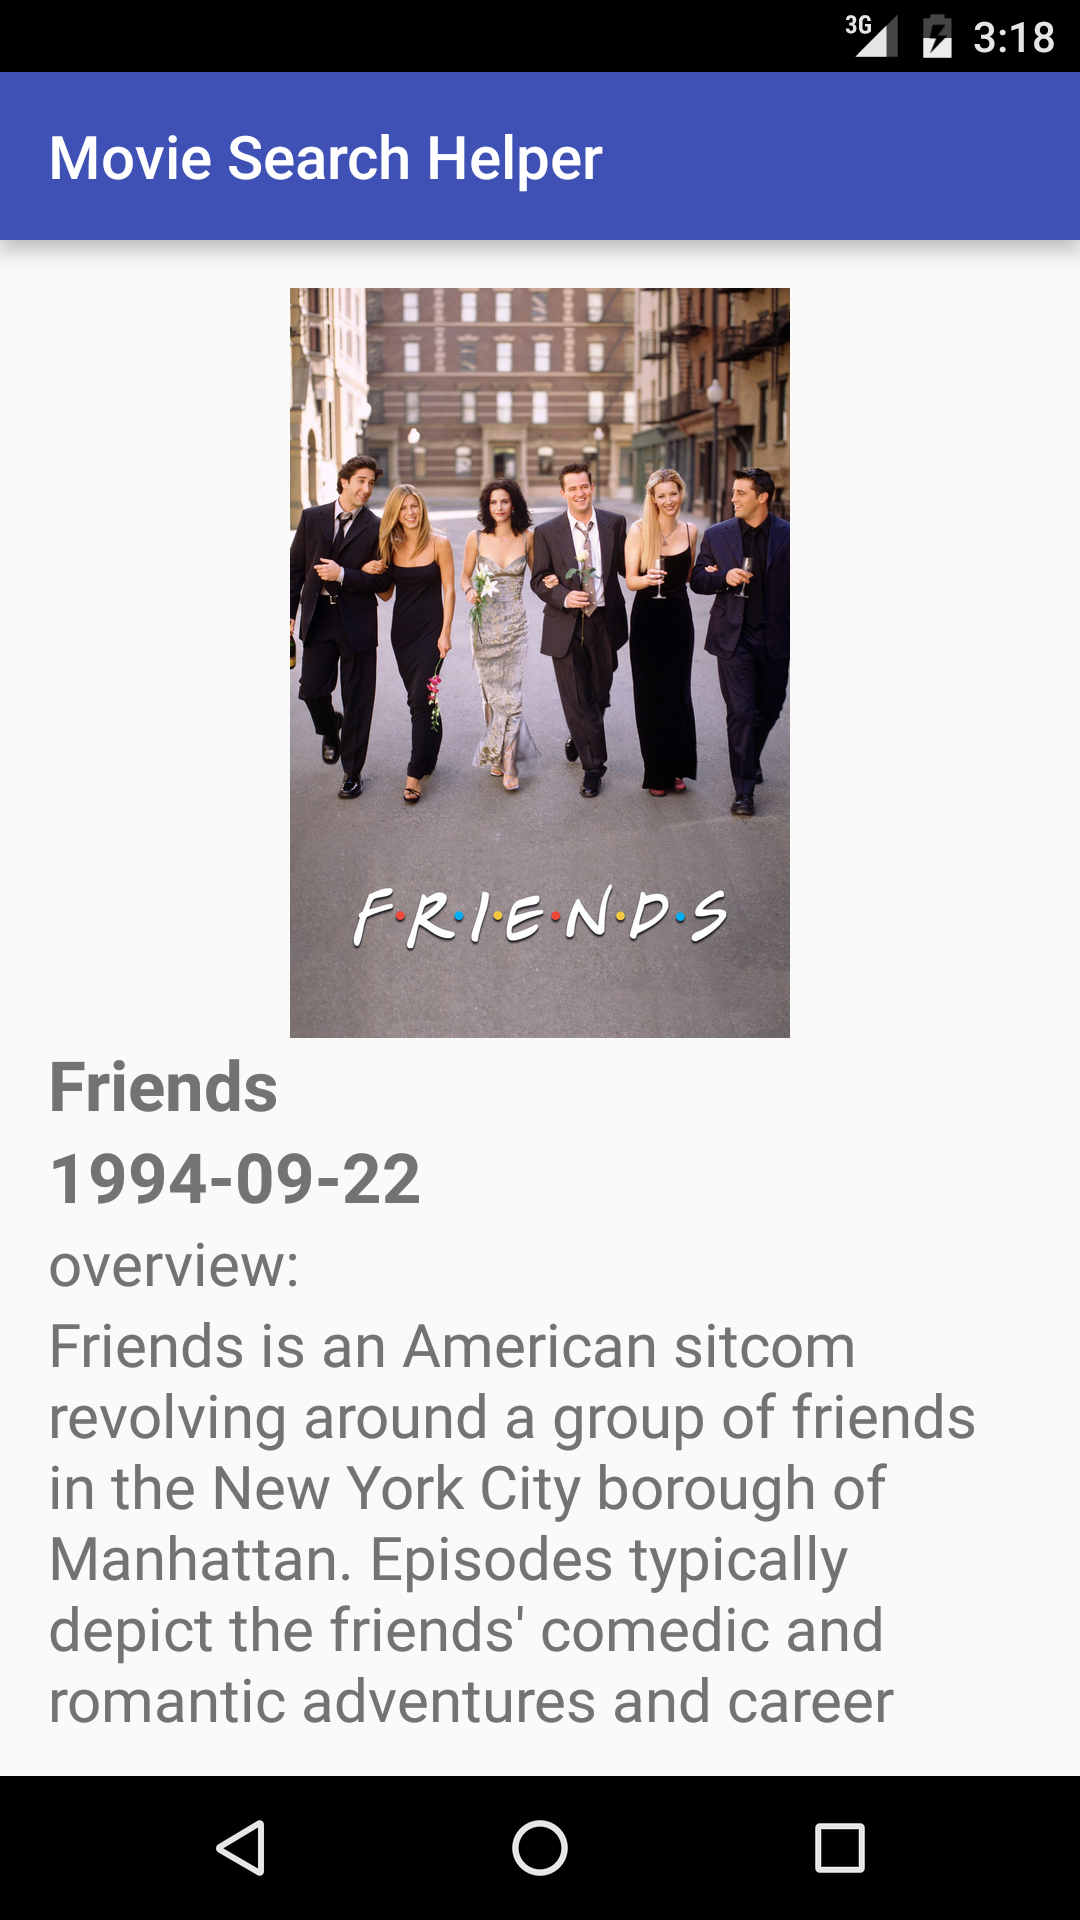 3G 3:18
Movie Search Helper
F·R·I·E·N·D·S
Friends
1994-09-22
overview:
Friends is an American sitcom
revolving around a group of friends
in the New York City borough of
Manhattan. Episodes typically
depict the friends' comedic and
romantic adventures and career